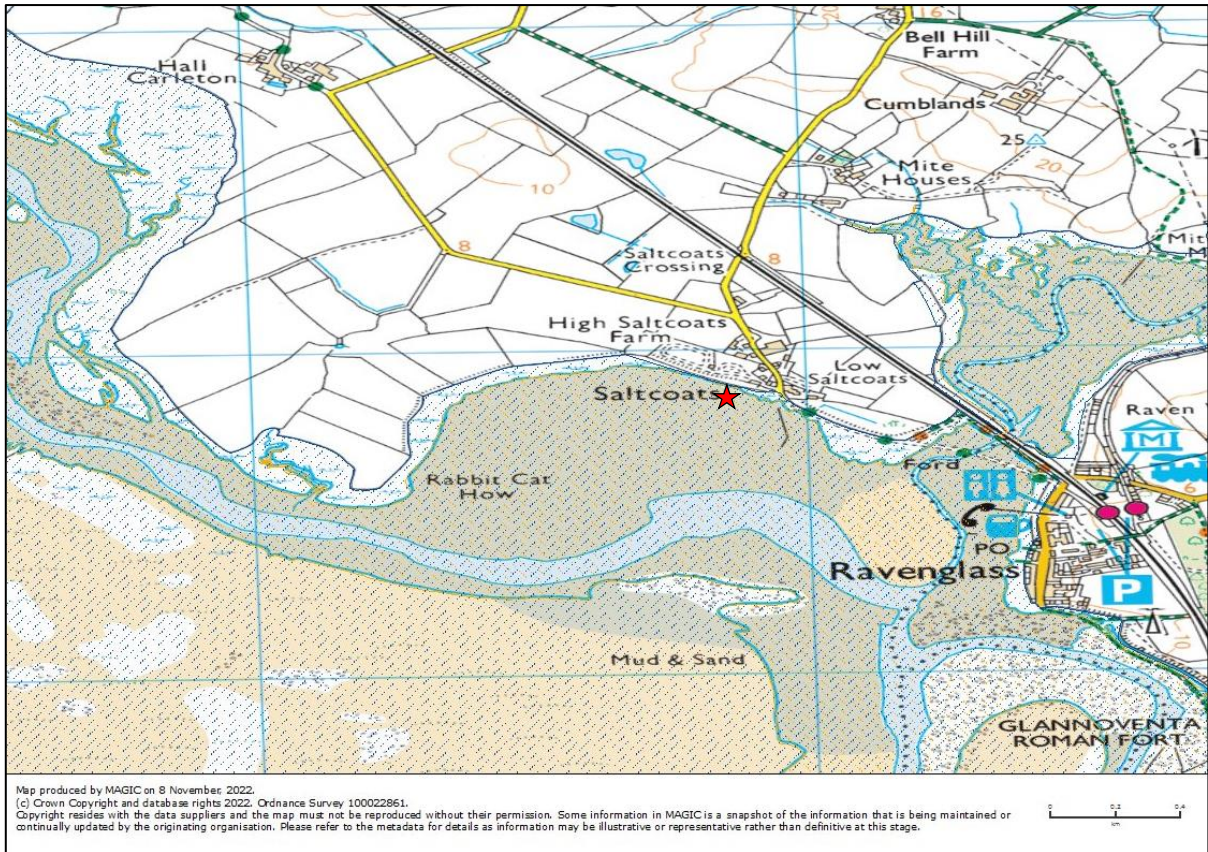 16
20
Bell Hill
Farm
Hall
Carleton
Cumblands
25
20
10
Mite
Houses
8
Saltcoats
Crossing
8
High Saltcoats
Farm
Low
Saltcoats
Saltcoats
Raven
M
Ford
Rabbit Cat
How
6
PO
Ravenglass
P
10
Mud & Sand
GLANNOVENTA
ROMAN FORT
Map produced by MAGIC on 8 November, 2022.
(c) Crown Copyright and database rights 2022. Ordnance Survey 100022861.
Copyright resides with the data suppliers and the map must not be reproduced without their permission. Some information in MAGIC is a snapshot of the information that is being maintained or
continually updated by the originating organisation. Please refer to the metadata for details as information may be illustrative or representative rather than definitive at this stage.
0 0.2 0.4
km